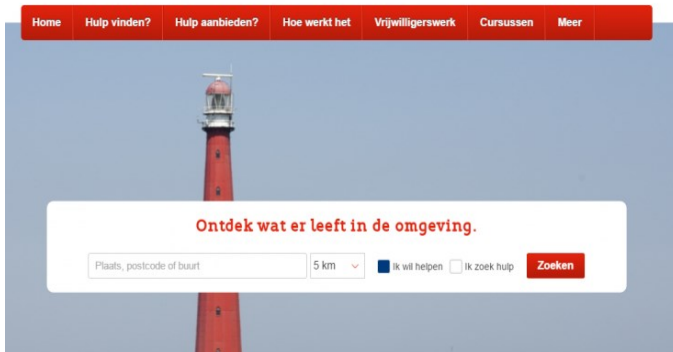 Home Hulp vinden? Hulp aanbieden? Hoe werkt het Vrijwilligerswerk Cursussen Meer
Ontdek wat er leeft in de omgeving.
Plaats, postcode of buurt 5 km Ik wil helpen Ik zoek hulp Zoeken